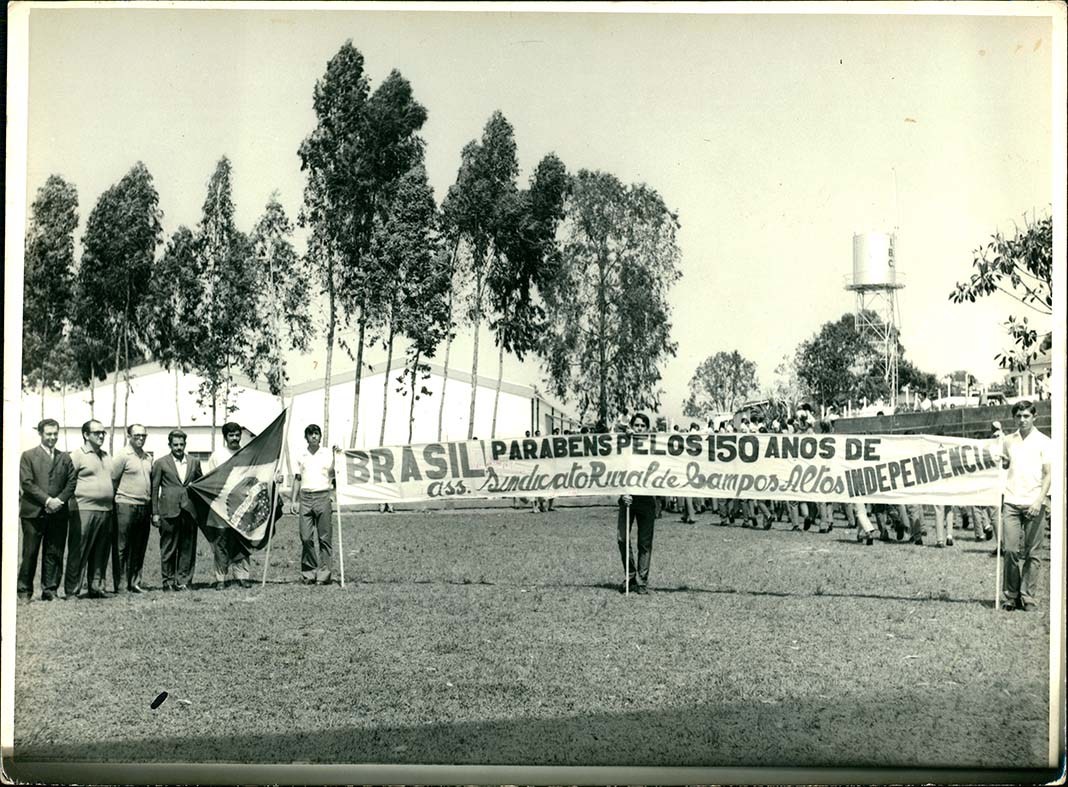 BRASIL! PARABENS PELOS 150 ANOS DE
ass. Sindicato Rural de Campos Altos INDEPENDÊNCIA
B.
C.